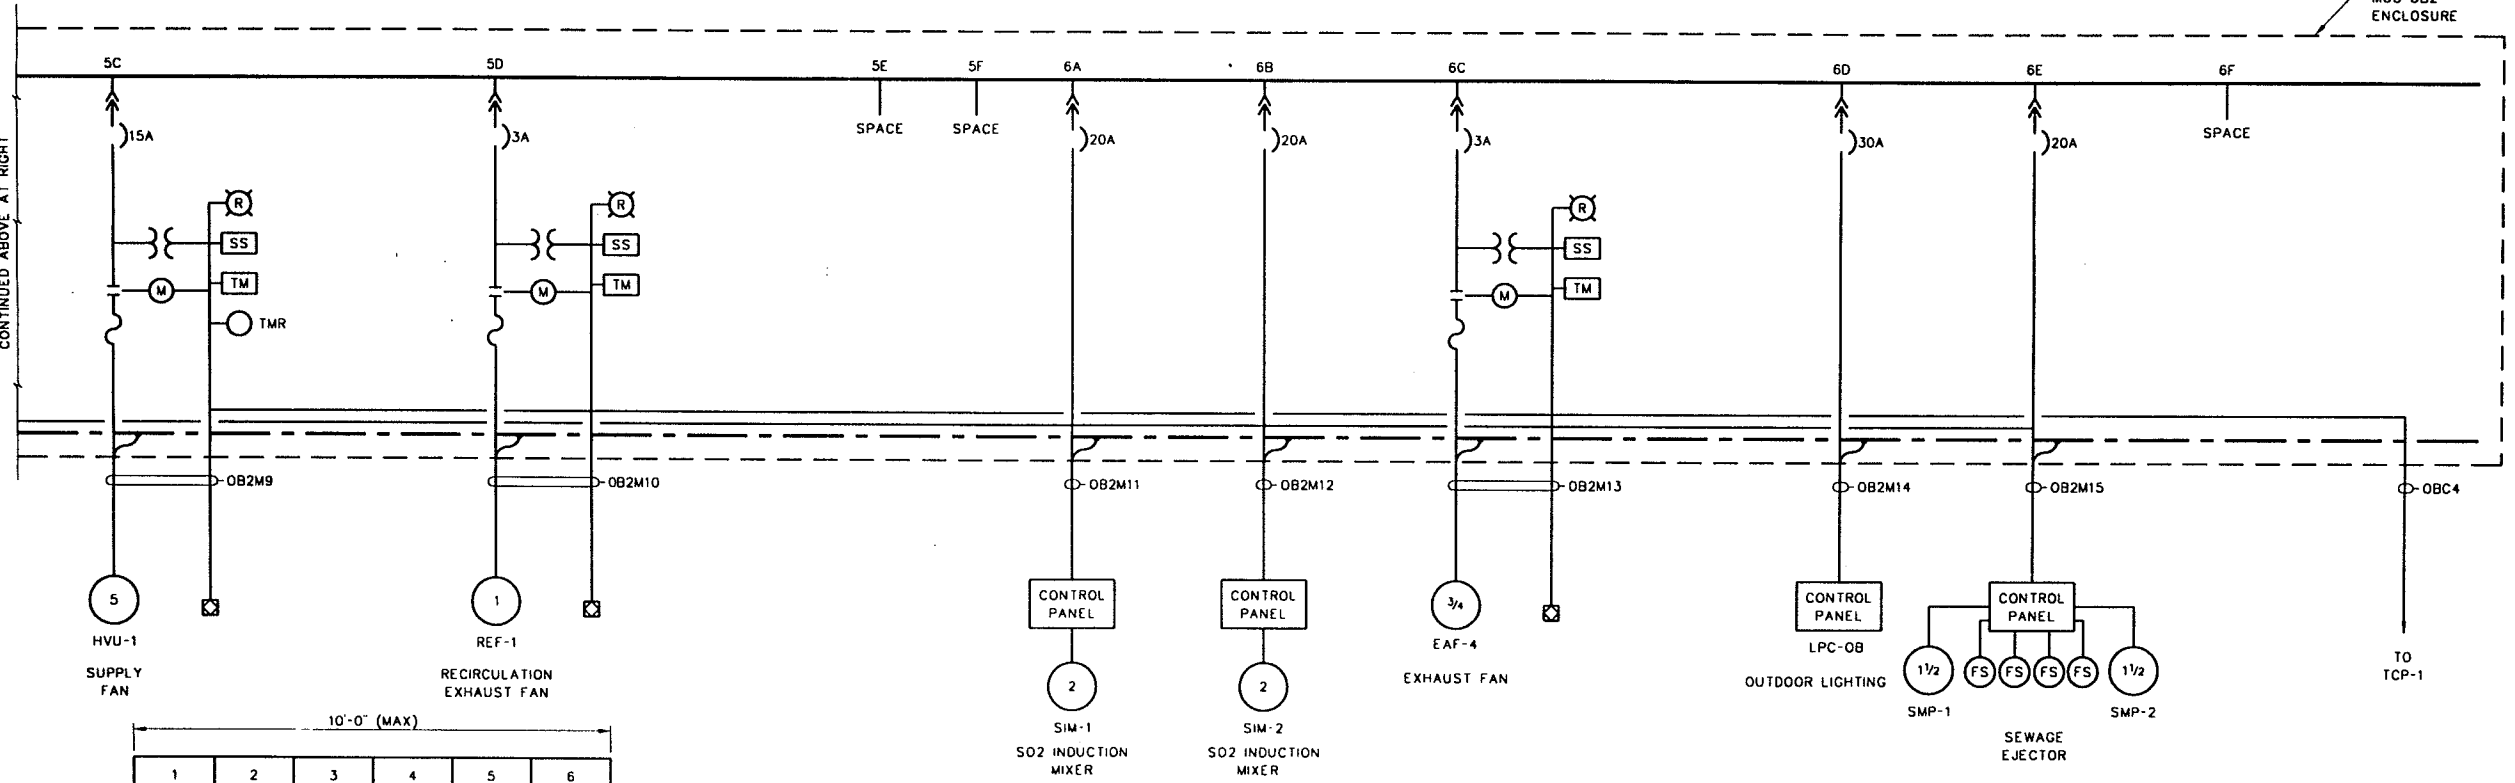 ENCLOSURE
CONTINUED ABOVE AT RIGHT
5C
5D
5E
5F
6A
6B
6C
6D
6E
6F
15A
3A
SPACE
SPACE
20A
20A
3A
30A
20A
SPACE
R
SS
TM
M
TMR
R
SS
TM
M
R
SS
TM
M
OB2M9
OB2M10
OB2M11
OB2M12
OB2M13
OB2M14
OB2M15
OBC4
5
HVU-1
SUPPLY
FAN
1
REF-1
RECIRCULATION
EXHAUST FAN
CONTROL
PANEL
2
SIM-1
SO2 INDUCTION
MIXER
CONTROL
PANEL
2
SIM-2
SO2 INDUCTION
MIXER
3/4
EAF-4
EXHAUST FAN
CONTROL
PANEL
LPC-OB
OUTDOOR LIGHTING
CONTROL
PANEL
1 1/2
FS
FS
FS
FS
1 1/2
SMP-1
SMP-2
SEWAGE
EJECTOR
TO
TCP-1
10'-0" (MAX)
1
2
3
4
5
6